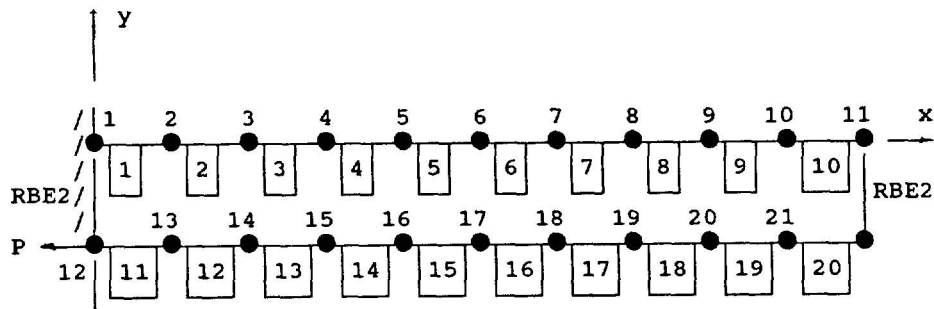 y
1 2 3 4 5 6 7 8 9 10 11 x
1 2 3 4 5 6 7 8 9 10
RBE2 RBE2
13 14 15 16 17 18 19 20 21
P
12 11 12 13 14 15 16 17 18 19 20